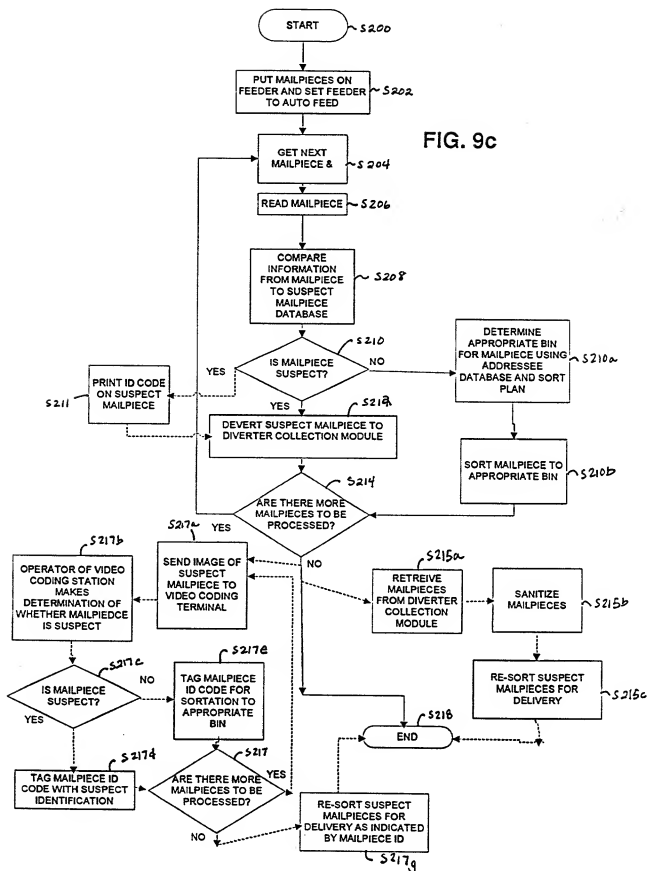 START
S200
PUT MAILPIECES ON
FEEDER AND SET FEEDER
TO AUTO FEED
S202
FIG. 9c
GET NEXT
MAILPIECE &
S204
READ MAILPIECE
S206
COMPARE
INFORMATION
FROM MAILPIECE
TO SUSPECT
MAILPIECE
DATABASE
S208
S210
IS MAILPIECE
SUSPECT?
YES
NO
YES
DETERMINE
APPROPRIATE BIN
FOR MAILPIECE USING
ADDRESSEE
DATABASE AND SORT
PLAN
S210a
S211
PRINT ID CODE
ON SUSPECT
MAILPIECE
DEVERT SUSPECT MAILPIECE TO
DIVERTER COLLECTION MODULE
SORT MAILPIECE TO
APPROPRIATE BIN
S210b
S214
ARE THERE MORE
MAILPIECES TO BE
PROCESSED?
YES
NO
S217a
SEND IMAGE OF
SUSPECT
MAILPIECE TO
VIDEO CODING
TERMINAL
S217b
OPERATOR OF VIDEO
CODING STATION
MAKES
DETERMINATION OF
WHETHER MAILPIEDCE
IS SUSPECT
S215a
RETREIVE
MAILPIECES
FROM DIVERTER
COLLECTION
MODULE
SANITIZE
MAILPIECES
S215b
S217c
IS MAILPIECE
SUSPECT?
NO
YES
S217e
TAG MAILPIECE
ID CODE FOR
SORTATION TO
APPROPRIATE
BIN
RE-SORT SUSPECT
MAILPIECES FOR
DELIVERY
S215c
S218
END
S217d
TAG MAILPIECE ID
CODE WITH SUSPECT
IDENTIFICATION
S217
ARE THERE MORE
MAILPIECES TO BE
PROCESSED?
YES
NO
RE-SORT SUSPECT
MAILPIECES FOR
DELIVERY AS INDICATED
BY MAILPIECE ID
S217g